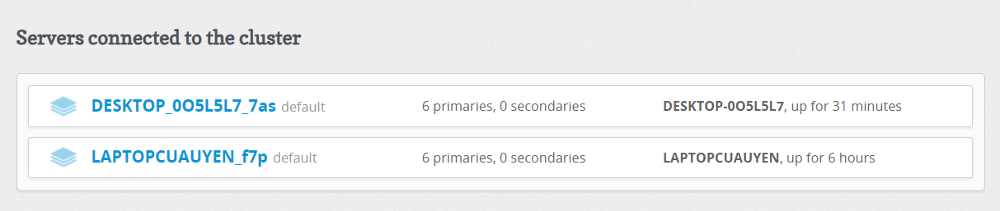 Servers connected to the cluster
DESKTOP_0O5L5L7_7as default 6 primaries, 0 secondaries DESKTOP-0O5L5L7, up for 31 minutes
LAPTOPCUAUYEN_f7p default 6 primaries, 0 secondaries LAPTOPCUAUYEN, up for 6 hours